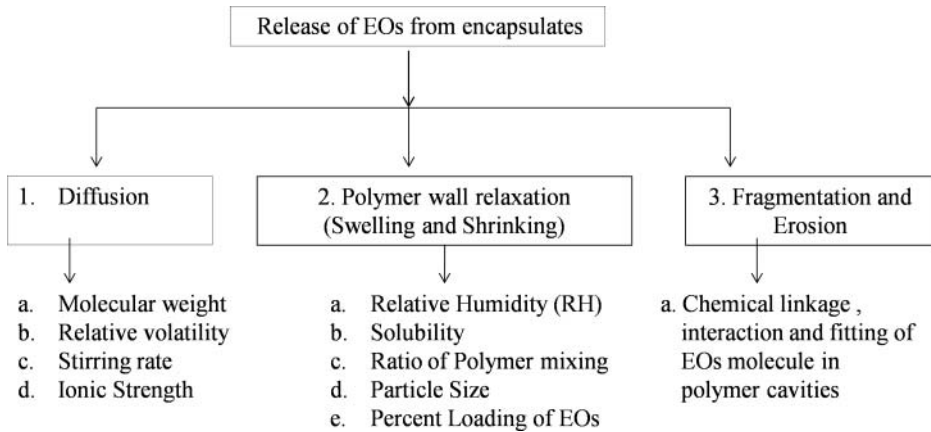 Release of EOs from encapsulates
1. Diffusion
a. Molecular weight
b. Relative volatility
c. Stirring rate
d. Ionic Strength
2. Polymer wall relaxation
(Swelling and Shrinking)
a. Relative Humidity (RH)
b. Solubility
c. Ratio of Polymer mixing
d. Particle Size
e. Percent Loading of EOs
3. Fragmentation and
Erosion
a. Chemical linkage ,
interaction and fitting of
EOs molecule in
polymer cavities